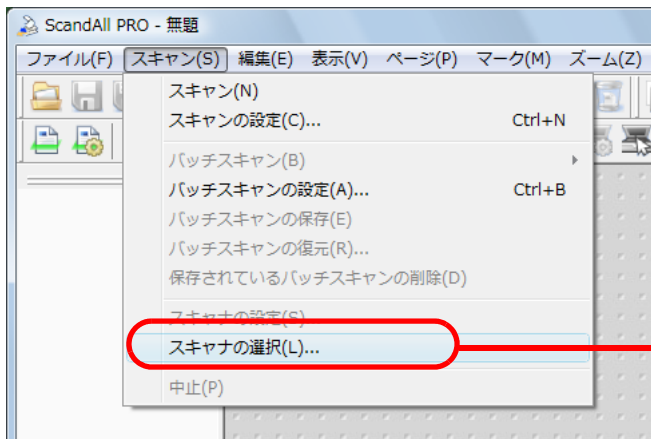 ScandAll PRO - 無題
ファイル(F) スキャン(S) 編集(E) 表示(V) ページ(P) マーク(M) ズーム(Z)
スキャン(N)
スキャンの設定(C)... Ctrl+N
バッチスキャン(B)
バッチスキャンの設定(A)... Ctrl+B
バッチスキャンの保存(E)
バッチスキャンの復元(R)...
保存されているバッチスキャンの削除(D)
スキャナの設定(S)...
スキャナの選択(L)...
中止(P)